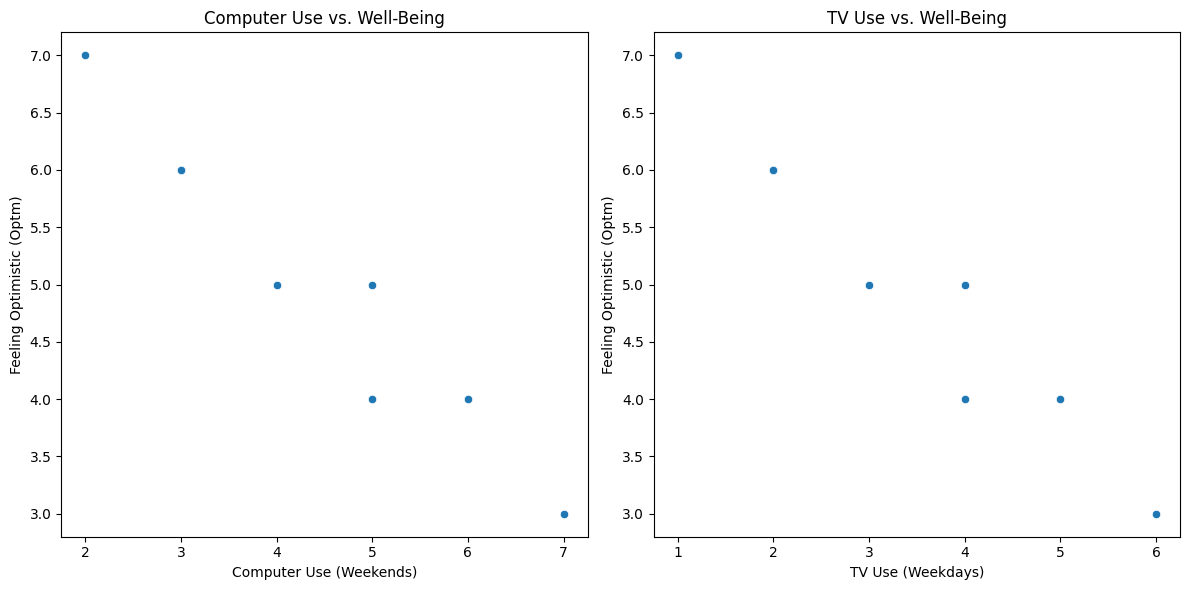 Computer Use vs. Well-Being
7.0
6.5
6.0
5.5
5.0
4.5
4.0
3.5
3.0
Feeling Optimistic (Optm)
2 3 4 5 6 7
Computer Use (Weekends)
TV Use vs. Well-Being
7.0
6.5
6.0
5.5
5.0
4.5
4.0
3.5
3.0
Feeling Optimistic (Optm)
1 2 3 4 5 6
TV Use (Weekdays)